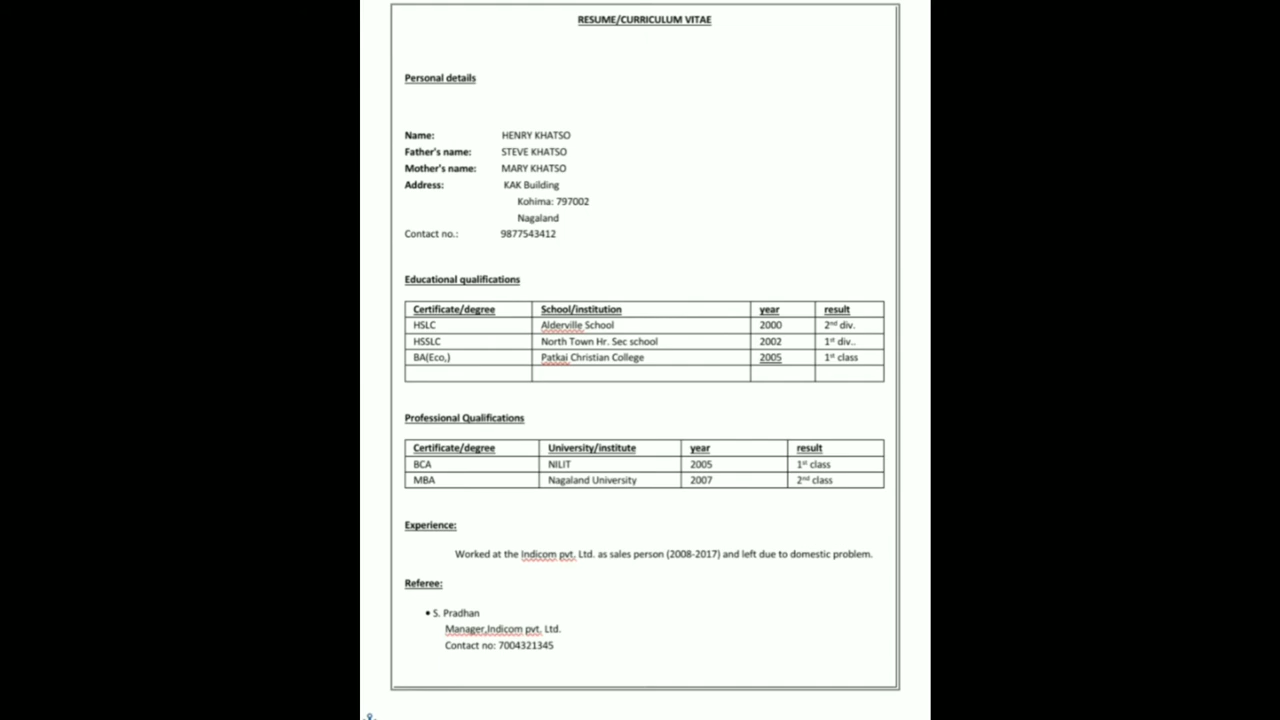 RESUME/CURRICULUM VITAE
Personal details
Name: HENRY KHATSO
Father's name: STEVE KHATSO
Mother's name: MARY KHATSO
Address: KAK Building
Kohima: 797002
Nagaland
Contact no.: 9877543412
Educational qualifications
Certificate/degree School/institution year result
HSLC Alderville School 2000 2nd div.
HSSLC North Town Hr. Sec school 2002 1st div..
BA(Eco,) Patkai Christian College 2005 1st class
Professional Qualifications
Certificate/degree University/institute year result
BCA NILIT 2005 1st class
MBA Nagaland University 2007 2nd class
Experience:
Worked at the Indicom pvt. Ltd. as sales person (2008-2017) and left due to domestic problem.
Referee:
• S. Pradhan
Manager,Indicom pvt. Ltd.
Contact no: 7004321345